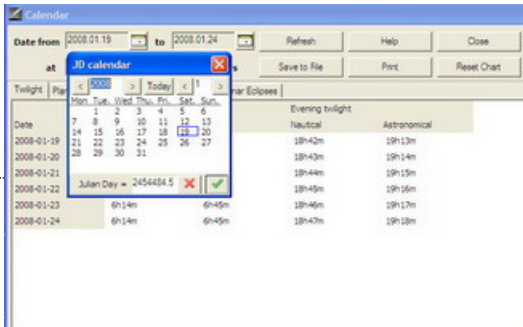 Calendar
Date from 2008.01.19 to 2008.01.24 Refresh Help Close
at Save to File Print Reset Chart
JD calendar
< 2008 > Today < 1 >
Mon Tue. Wed Thu. Fri. Sat. Sun.
1 2 3 4 5 6
7 8 9 10 11 12 13
14 15 16 17 18 19 20
21 22 23 24 25 26 27
28 29 30 31
Julian Day = 2454484.5
Twilight Eclipses
Evening twilight
Date Nautical Astronomical
2008-01-19 18h42m 19h13m
2008-01-20 18h43m 19h14m
2008-01-21 18h44m 19h15m
2008-01-22 18h45m 19h16m
2008-01-23 6h14m 6h45m 18h46m 19h17m
2008-01-24 6h14m 6h45m 18h47m 19h18m